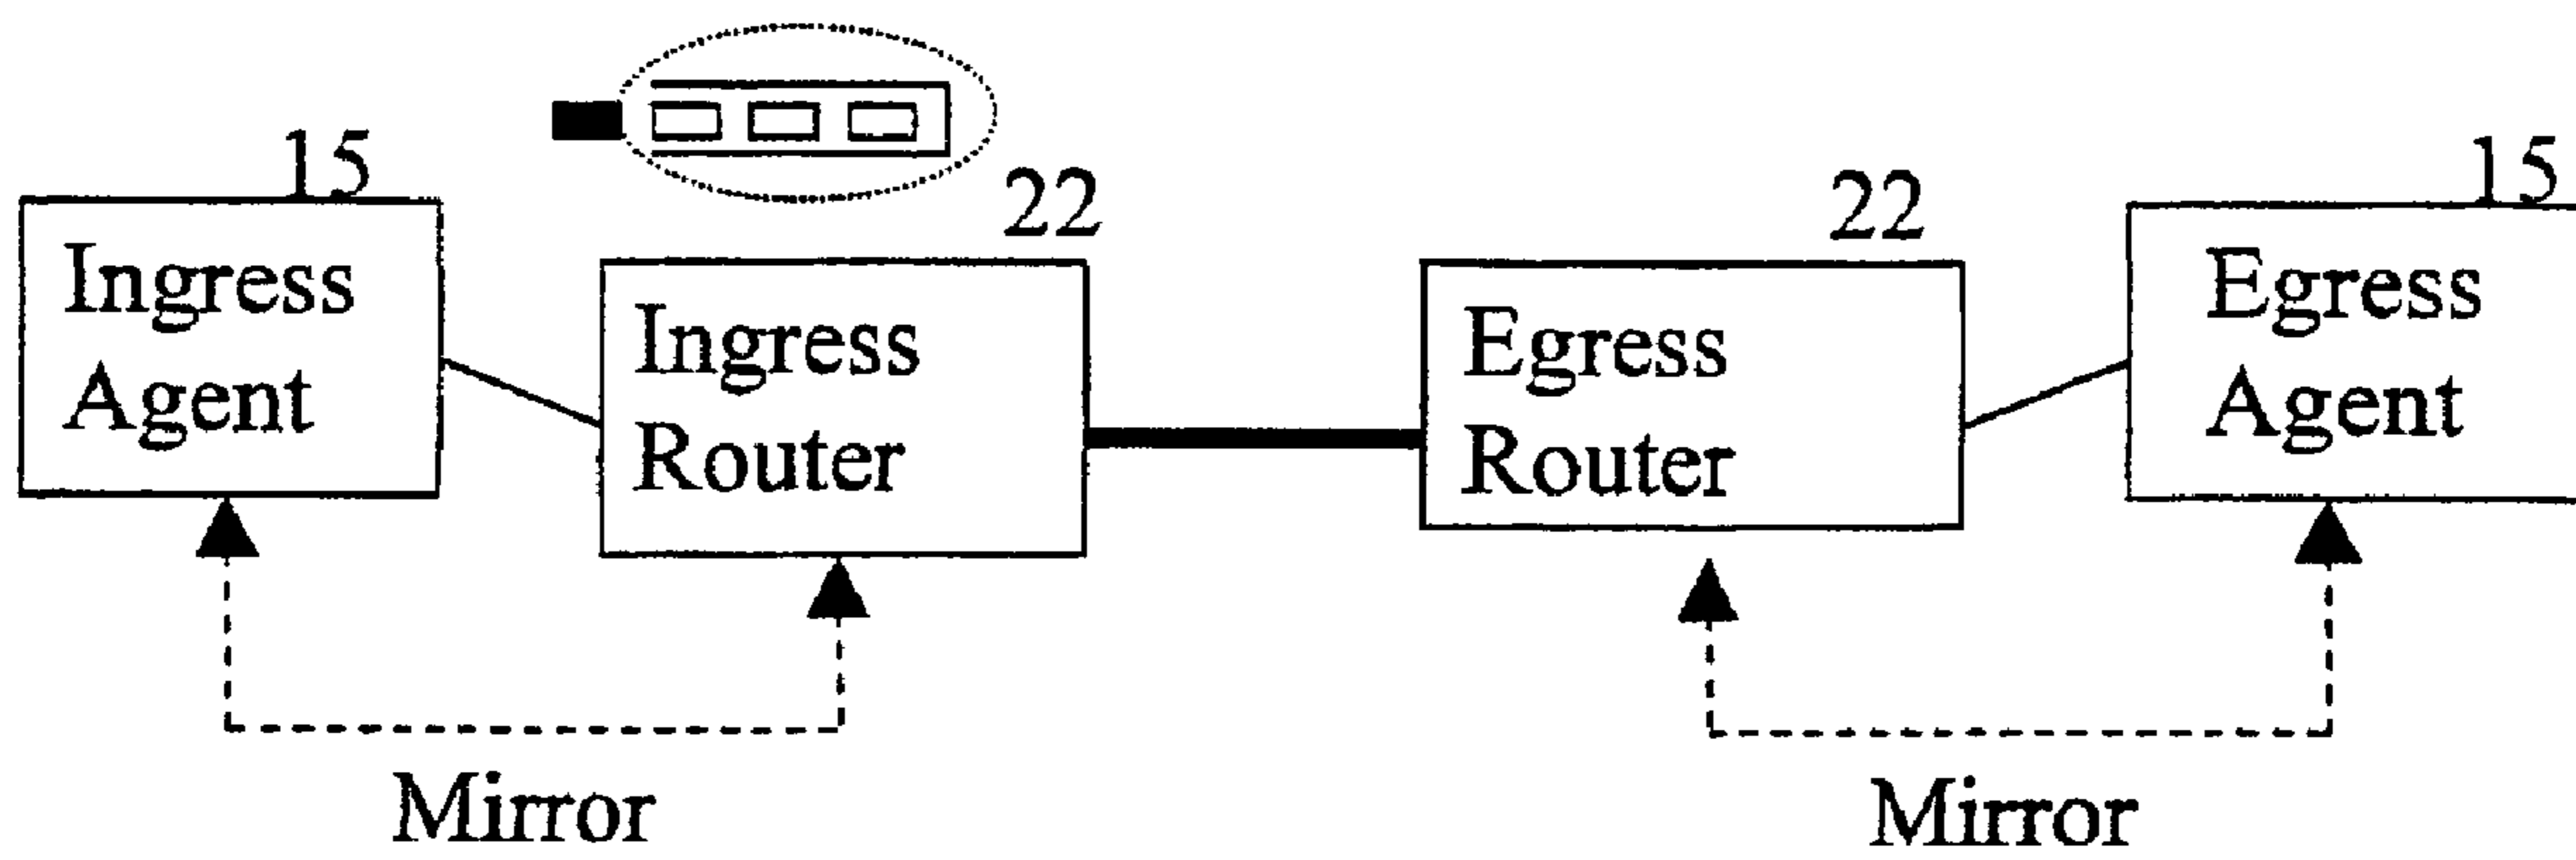 15
22
22
15
Ingress
Agent
Ingress
Router
Egress
Router
Egress
Agent
Mirror
Mirror